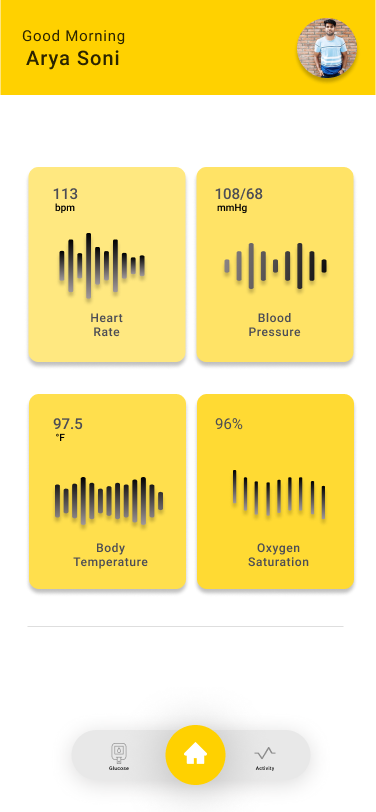 Good Morning
Arya Soni
113
bpm
Heart
Rate
108/68
mmHg
Blood
Pressure
97.5
°F
Body
Temperature
96%
Oxygen
Saturation
Glucose
Activity